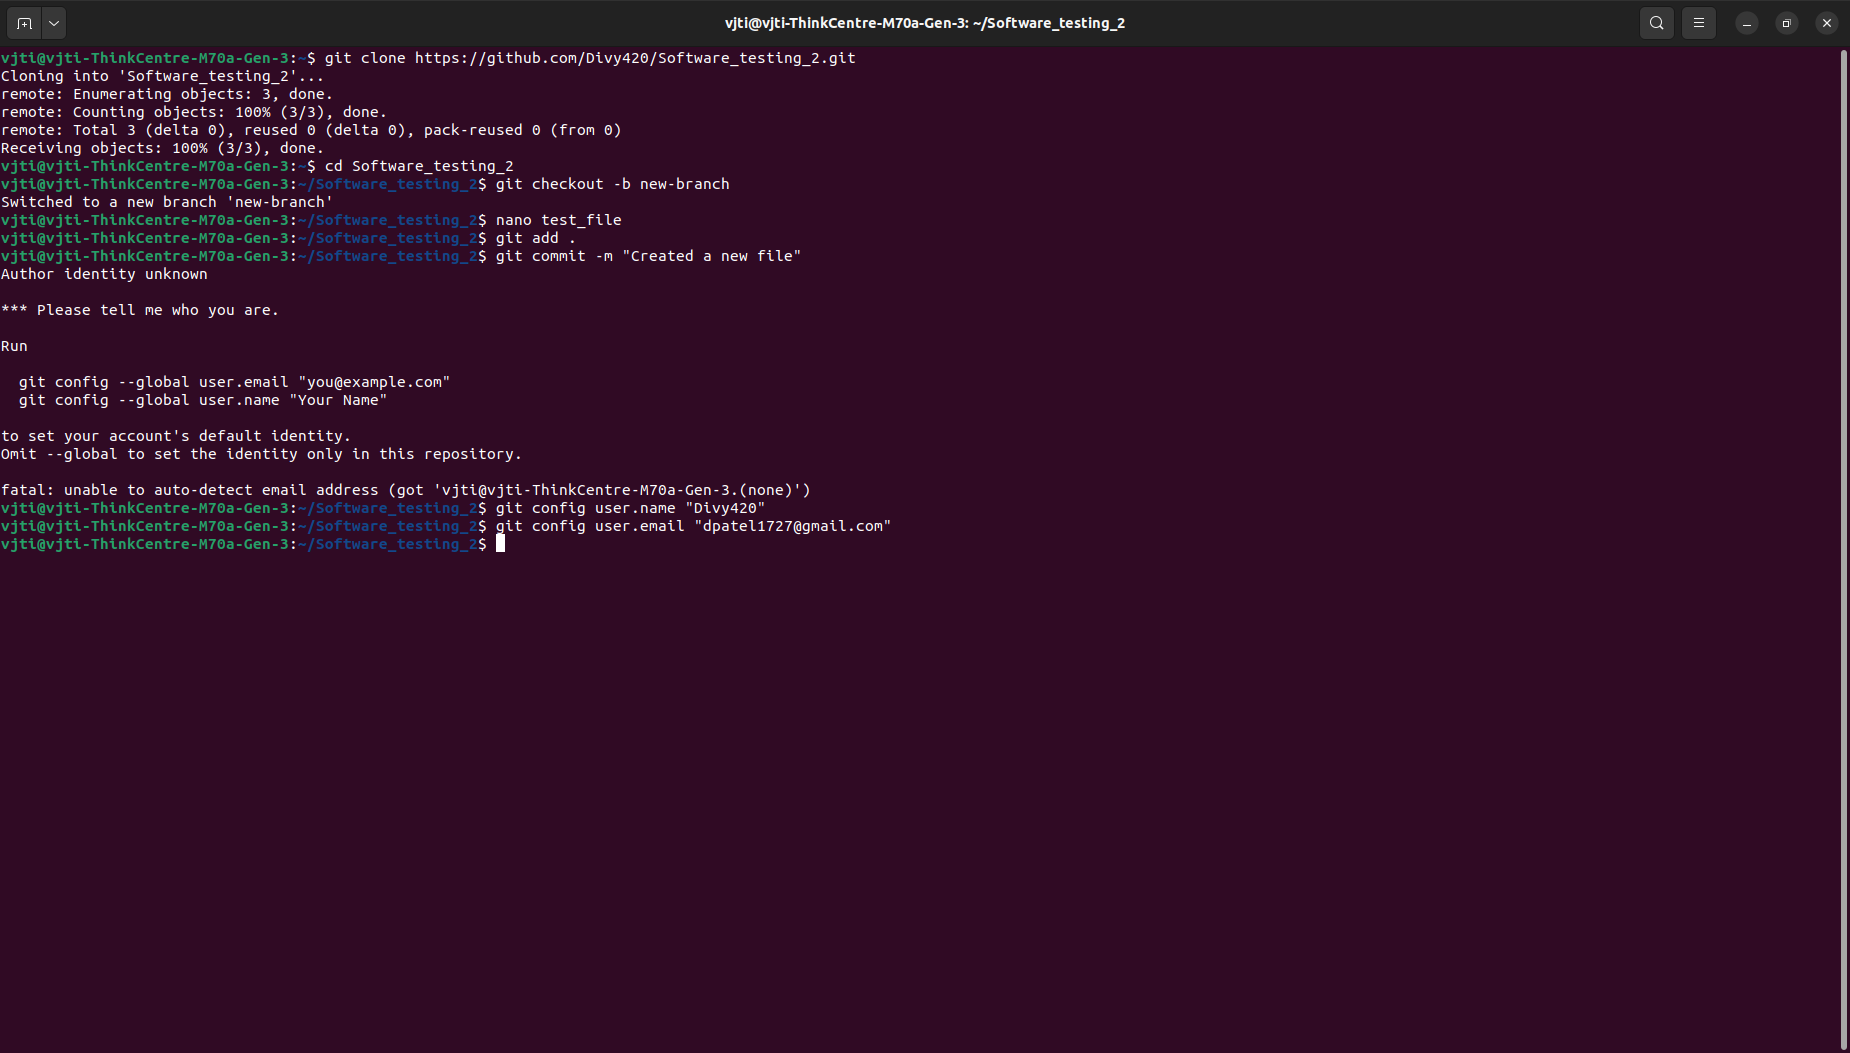 vjti@vjti-ThinkCentre-M70a-Gen-3: ~/Software_testing_2
vjti@vjti-ThinkCentre-M70a-Gen-3:~$ git clone https://github.com/Divy420/Software_testing_2.git
Cloning into 'Software_testing_2'...
remote: Enumerating objects: 3, done.
remote: Counting objects: 100% (3/3), done.
remote: Total 3 (delta 0), reused 0 (delta 0), pack-reused 0 (from 0)
Receiving objects: 100% (3/3), done.
vjti@vjti-ThinkCentre-M70a-Gen-3:~$ cd Software_testing_2
vjti@vjti-ThinkCentre-M70a-Gen-3:~/Software_testing_2$ git checkout -b new-branch
Switched to a new branch 'new-branch'
vjti@vjti-ThinkCentre-M70a-Gen-3:~/Software_testing_2$ nano test_file
vjti@vjti-ThinkCentre-M70a-Gen-3:~/Software_testing_2$ git add .
vjti@vjti-ThinkCentre-M70a-Gen-3:~/Software_testing_2$ git commit -m "Created a new file"
Author identity unknown
*** Please tell me who you are.
Run
  git config --global user.email "you@example.com"
  git config --global user.name "Your Name"
to set your account's default identity.
Omit --global to set the identity only in this repository.
fatal: unable to auto-detect email address (got 'vjti@vjti-ThinkCentre-M70a-Gen-3.(none)')
vjti@vjti-ThinkCentre-M70a-Gen-3:~/Software_testing_2$ git config user.name "Divy420"
vjti@vjti-ThinkCentre-M70a-Gen-3:~/Software_testing_2$ git config user.email "dpatel1727@gmail.com"
vjti@vjti-ThinkCentre-M70a-Gen-3:~/Software_testing_2$